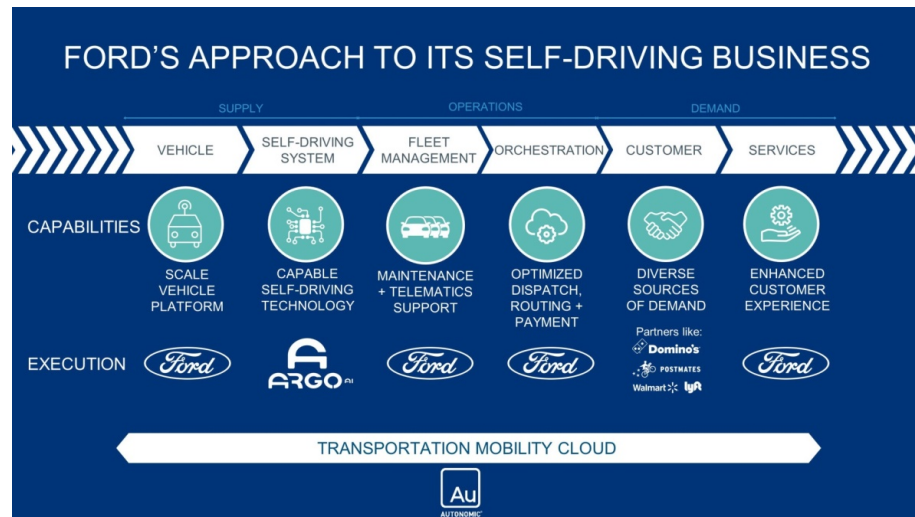 FORD'S APPROACH TO ITS SELF-DRIVING BUSINESS
SUPPLY
OPERATIONS
DEMAND
VEHICLE
SELF-DRIVING
SYSTEM
FLEET
MANAGEMENT
ORCHESTRATION
CUSTOMER
SERVICES
CAPABILITIES
SCALE
VEHICLE
PLATFORM
CAPABLE
SELF-DRIVING
TECHNOLOGY
MAINTENANCE
+ TELEMATICS
SUPPORT
OPTIMIZED
DISPATCH,
ROUTING +
PAYMENT
DIVERSE
SOURCES
OF DEMAND
ENHANCED
CUSTOMER
EXPERIENCE
EXECUTION
Ford
ARGO AI
Ford
Ford
Partners like:
Domino's
POSTMATES
Walmart lyft
Ford
TRANSPORTATION MOBILITY CLOUD
Au
AUTONOMIC